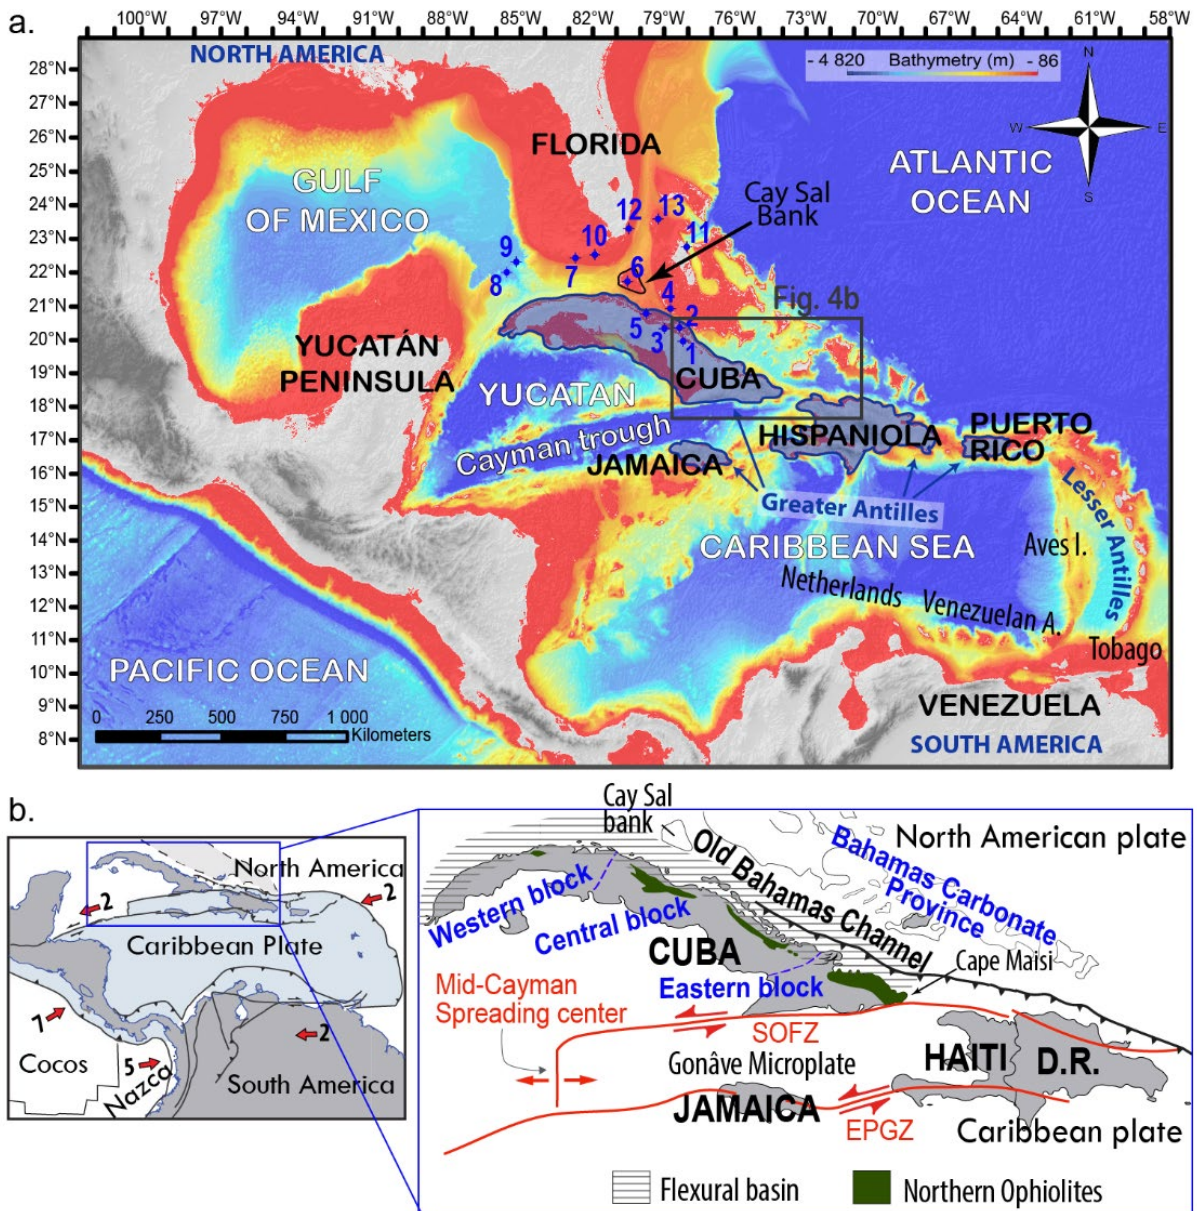 a.
100°W 97°W 94°W 91°W 88°W 85°W 82°W 79°W 76°W 73°W 70°W 67°W 64°W 61°W 58°W
28°N
27°N
26°N
25°N
24°N
23°N
22°N
21°N
20°N
19°N
18°N
17°N
16°N
15°N
14°N
13°N
12°N
11°N
10°N
9°N
8°N
NORTH AMERICA
- 4 820 Bathymetry (m) - 86
N
W E
S
FLORIDA
ATLANTIC
OCEAN
GULF
OF MEXICO
Cay Sal
Bank
12 13
11
10
9
7
8
6
4
2
5
3
1
Fig. 4b
YUCATÁN
PENINSULA
CUBA
YUCATAN
Cayman trough
HISPANIOLA
PUERTO
RICO
JAMAICA
Greater Antilles
Lesser Antilles
CARIBBEAN SEA
Aves I.
Netherlands Venezuelan A.
Tobago
PACIFIC OCEAN
VENEZUELA
SOUTH AMERICA
0 250 500 750 1 000
Kilometers
b.
North America
2
2
Caribbean Plate
7
2
Cocos
5
Nazca
South America
Cay Sal
bank
North American plate
Old Bahamas Channel
Bahamas Carbonate
Province
Western block
Central block
CUBA
Eastern block
Cape Maisi
Mid-Cayman
Spreading center
SOFZ
Gonâve Microplate
HAITI
D.R.
JAMAICA
EPGZ
Caribbean plate
Flexural basin
Northern Ophiolites